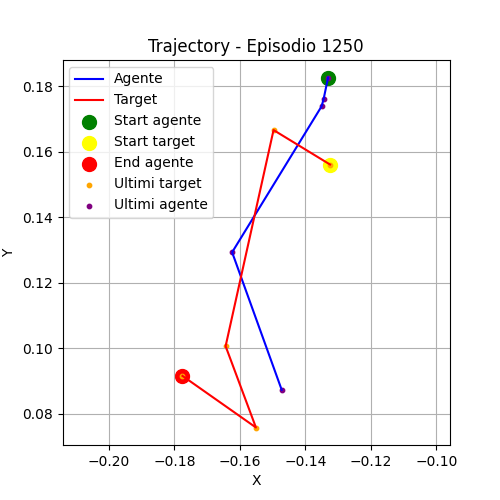 Trajectory - Episodio 1250
Agente
Target
Start agente
Start target
End agente
Ultimi target
Ultimi agente
0.18
0.16
0.14
0.12
0.10
0.08
Y
−0.20
−0.18
−0.16
−0.14
−0.12
−0.10
X